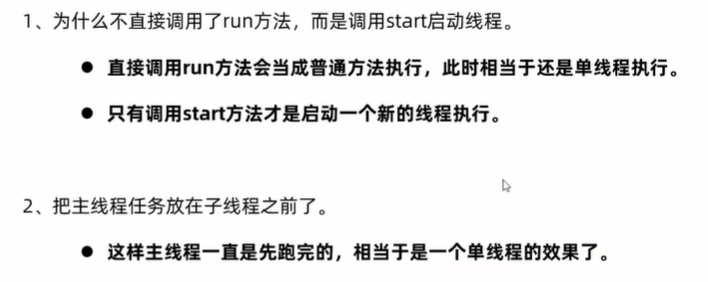 1、为什么不直接调用了run方法，而是调用start启动线程。
● 直接调用run方法会当成普通方法执行，此时相当于还是单线程执行。
● 只有调用start方法才是启动一个新的线程执行。
2、把主线程任务放在子线程之前了。
● 这样主线程一直是先跑完的，相当于是一个单线程的效果了。